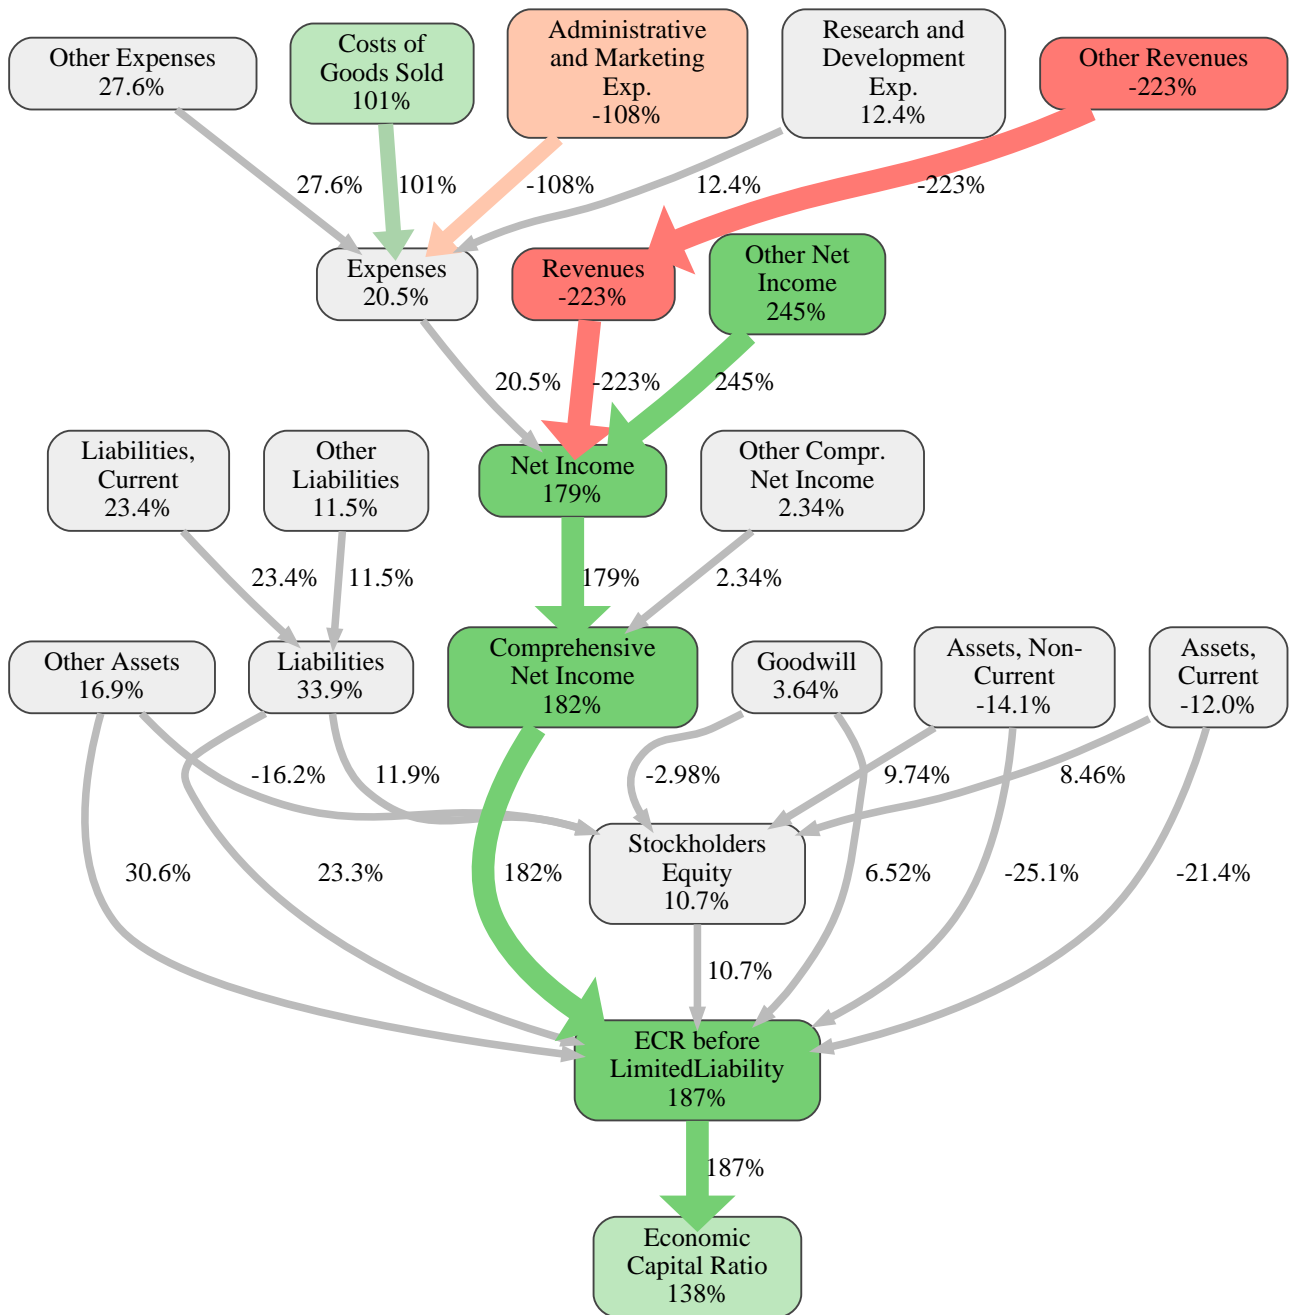 Other Expenses
27.6%
Costs of
Goods Sold
101%
Administrative
and Marketing
Exp.
-108%
Research and
Development
Exp.
12.4%
Other Revenues
-223%
27.6%
101%
-108%
12.4%
-223%
Expenses
20.5%
Revenues
-223%
Other Net
Income
245%
20.5%
-223%
245%
Liabilities,
Current
23.4%
Other
Liabilities
11.5%
Net Income
179%
Other Compr.
Net Income
2.34%
23.4%
11.5%
179%
2.34%
Other Assets
16.9%
Liabilities
33.9%
Comprehensive
Net Income
182%
Goodwill
3.64%
Assets, Non-
Current
-14.1%
Assets,
Current
-12.0%
-16.2%
11.9%
-2.98%
9.74%
8.46%
Stockholders
Equity
10.7%
30.6%
23.3%
182%
6.52%
-25.1%
-21.4%
10.7%
ECR before
LimitedLiability
187%
187%
Economic
Capital Ratio
138%